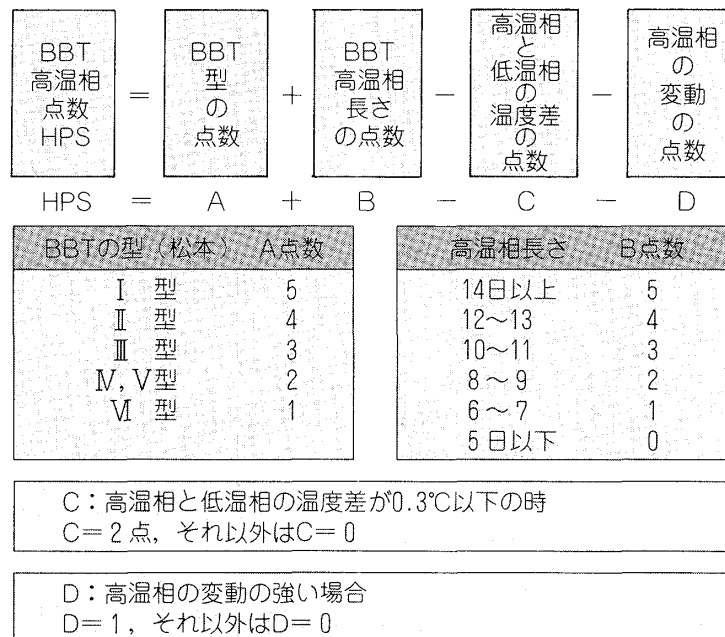 BBT
高温相
点数
HPS
=
BBT
型
の
点数
+
BBT
高温相
長さ
の点数
−
高温相
と
低温相
の
温度差
の
点数
−
高温相
の
変動
の
点数
HPS = A + B − C − D
BBTの型(松本) A点数
Ⅰ 型 5
Ⅱ 型 4
Ⅲ 型 3
Ⅳ,Ⅴ型 2
Ⅵ 型 1
高温相長さ B点数
14日以上 5
12〜13 4
10〜11 3
8〜9 2
6〜7 1
5日以下 0
C:高温相と低温相の温度差が0.3℃以下の時
C=2点,それ以外はC=0
D:高温相の変動の強い場合
D=1,それ以外はD=0